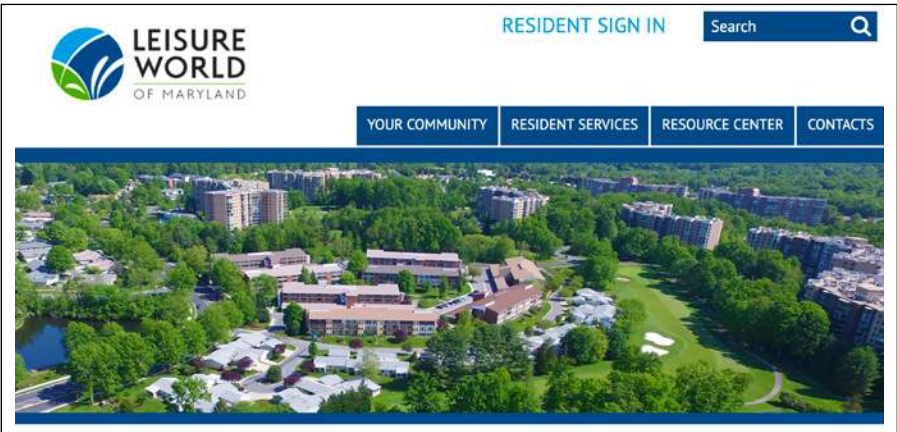 RESIDENT SIGN IN
Search
LEISURE
WORLD
OF MARYLAND
YOUR COMMUNITY
RESIDENT SERVICES
RESOURCE CENTER
CONTACTS